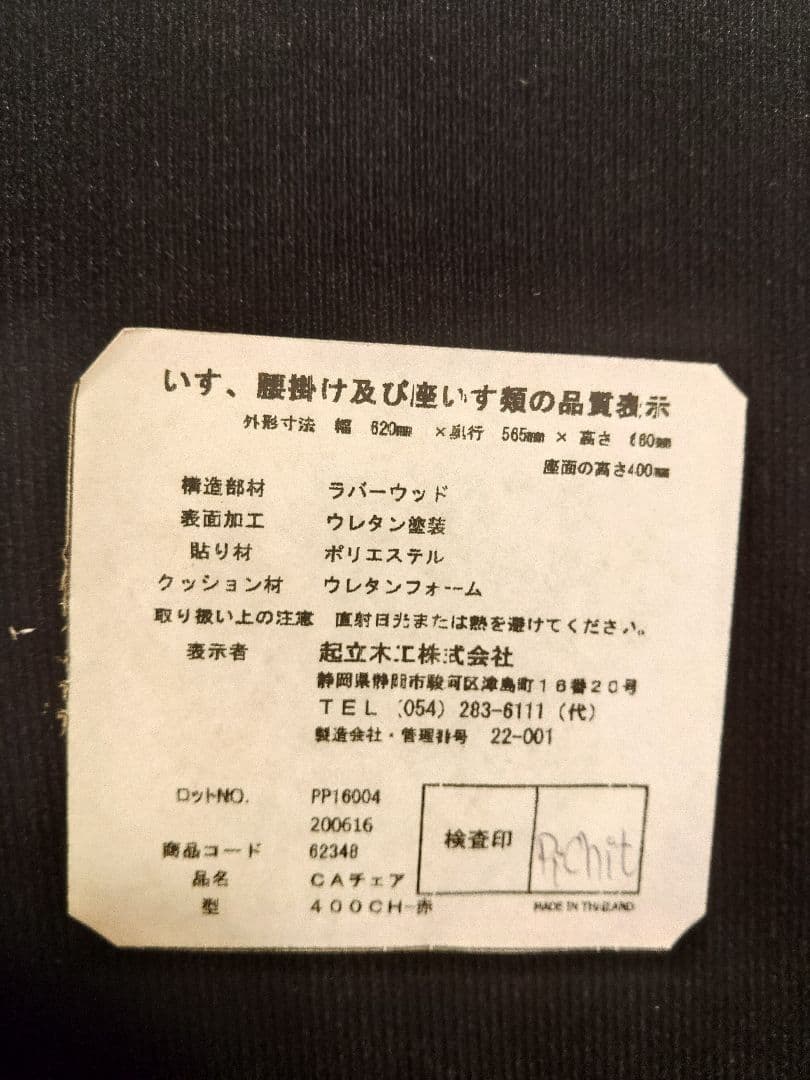 いす、腰掛け及び座いす類の品質表示
外形寸法 幅 620mm ×奥行 565mm × 高さ 660mm
座面の高さ400mm
構造部材 ラバーウッド
表面加工 ウレタン塗装
貼り材 ポリエステル
クッション材 ウレタンフォーム
取り扱い上の注意 直射日光または熱を避けてください。
表示者 起立木工株式会社
静岡県静岡市駿河区津島町16番20号
TEL (054) 283-6111 (代)
製造会社・管理番号 22-001
ロットNO. PP16004
200616
商品コード 62348
品名 CAチェア
型 400CH-赤
検査印
MADE IN THAILAND